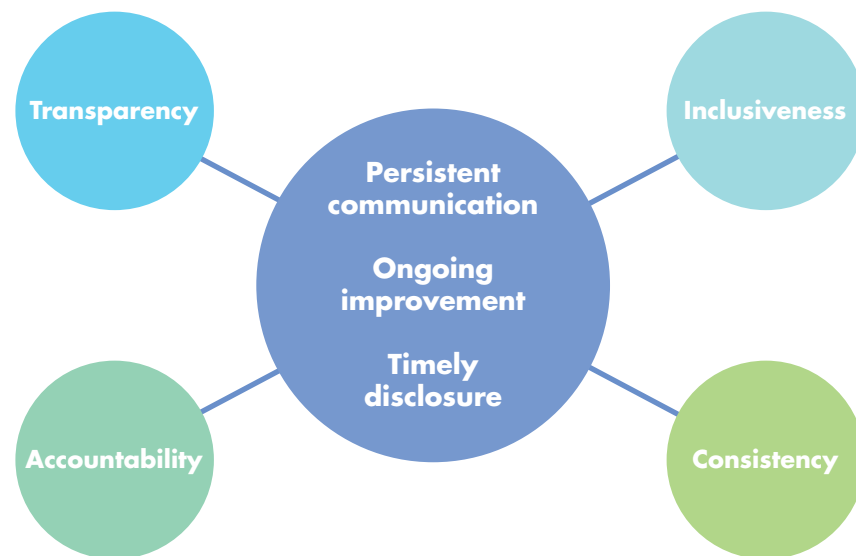 Transparency
Inclusiveness
Persistent
communication
Ongoing
improvement
Timely
disclosure
Accountability
Consistency